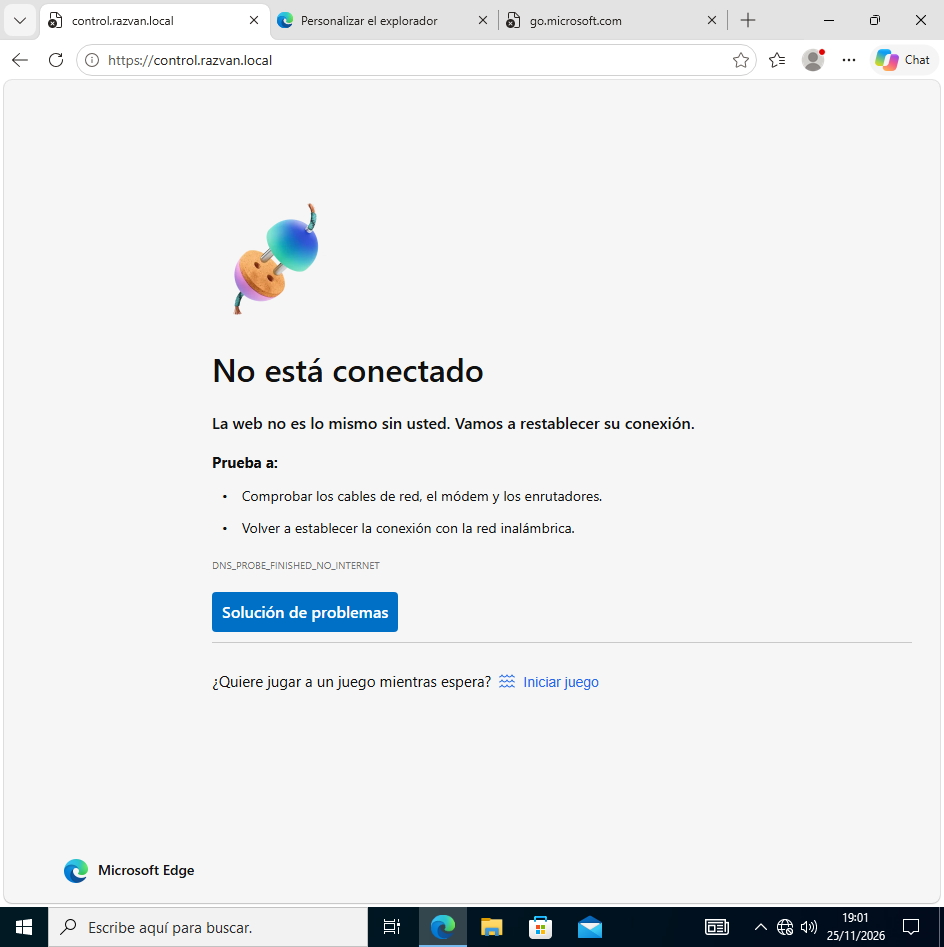 control.razvan.local
Personalizar el explorador
go.microsoft.com
https://control.razvan.local
Chat
No está conectado
La web no es lo mismo sin usted. Vamos a restablecer su conexión.
Prueba a:
• Comprobar los cables de red, el módem y los enrutadores.
• Volver a establecer la conexión con la red inalámbrica.
DNS_PROBE_FINISHED_NO_INTERNET
Solución de problemas
¿Quiere jugar a un juego mientras espera? Iniciar juego
Microsoft Edge
Escribe aquí para buscar.
19:01
25/11/2026